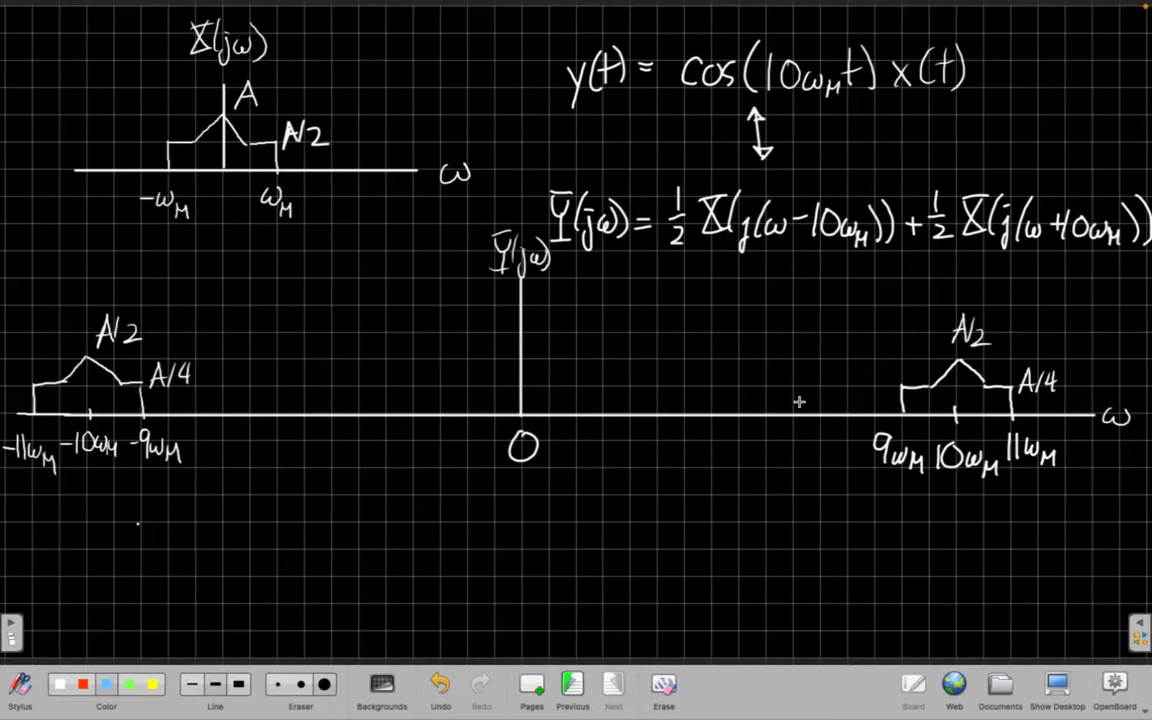 X(jω)
y(t) = cos(10ω_M t) x(t)
A
A/2
ω
-ω_M ω_M
Y(jω) = 1/2 X(j(ω-10ω_M)) + 1/2 X(j(ω+10ω_M))
Y(jω)
A/2 A/2
A/4 A/4
ω
-11ω_M -10ω_M -9ω_M 0 9ω_M 10ω_M 11ω_M
Stylus Color Line Eraser Backgrounds Undo Redo Pages Previous Next Erase Board Web Documents Show Desktop OpenBoard